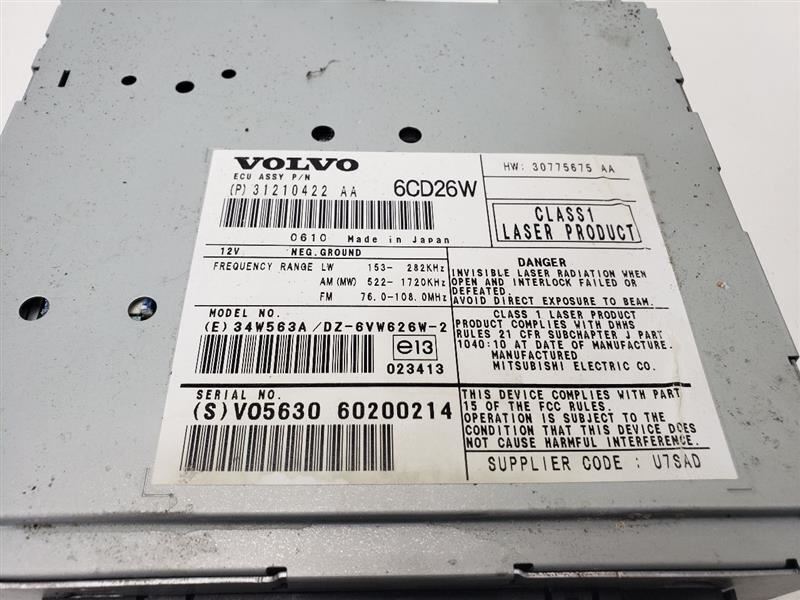 VOLVO
ECU ASSY P/N
(P) 31210422 AA 6CD26W
0610 Made in Japan
12V NEG.GROUND
FREQUENCY RANGE LW 153- 282KHz
AM (MW) 522- 1720KHz
FM 76.0-108.0MHz
MODEL NO.
(E) 34W563A/DZ-6VW626W-2
e13
023413
SERIAL NO.
(S) V05630 60200214
HW: 30775675 AA
CLASS1
LASER PRODUCT
DANGER
INVISIBLE LASER RADIATION WHEN
OPEN AND INTERLOCK FAILED OR
DEFEATED.
AVOID DIRECT EXPOSURE TO BEAM.
CLASS 1 LASER PRODUCT
PRODUCT COMPLIES WITH DHHS
RULES 21 CFR SUBCHAPTER J PART
1040:10 AT DATE OF MANUFACTURE.
MANUFACTURED
MITSUBISHI ELECTRIC CO.
THIS DEVICE COMPLIES WITH PART
15 OF THE FCC RULES.
OPERATION IS SUBJECT TO THE
CONDITION THAT THIS DEVICE DOES
NOT CAUSE HARMFUL INTERFERENCE.
SUPPLIER CODE : U7SAD